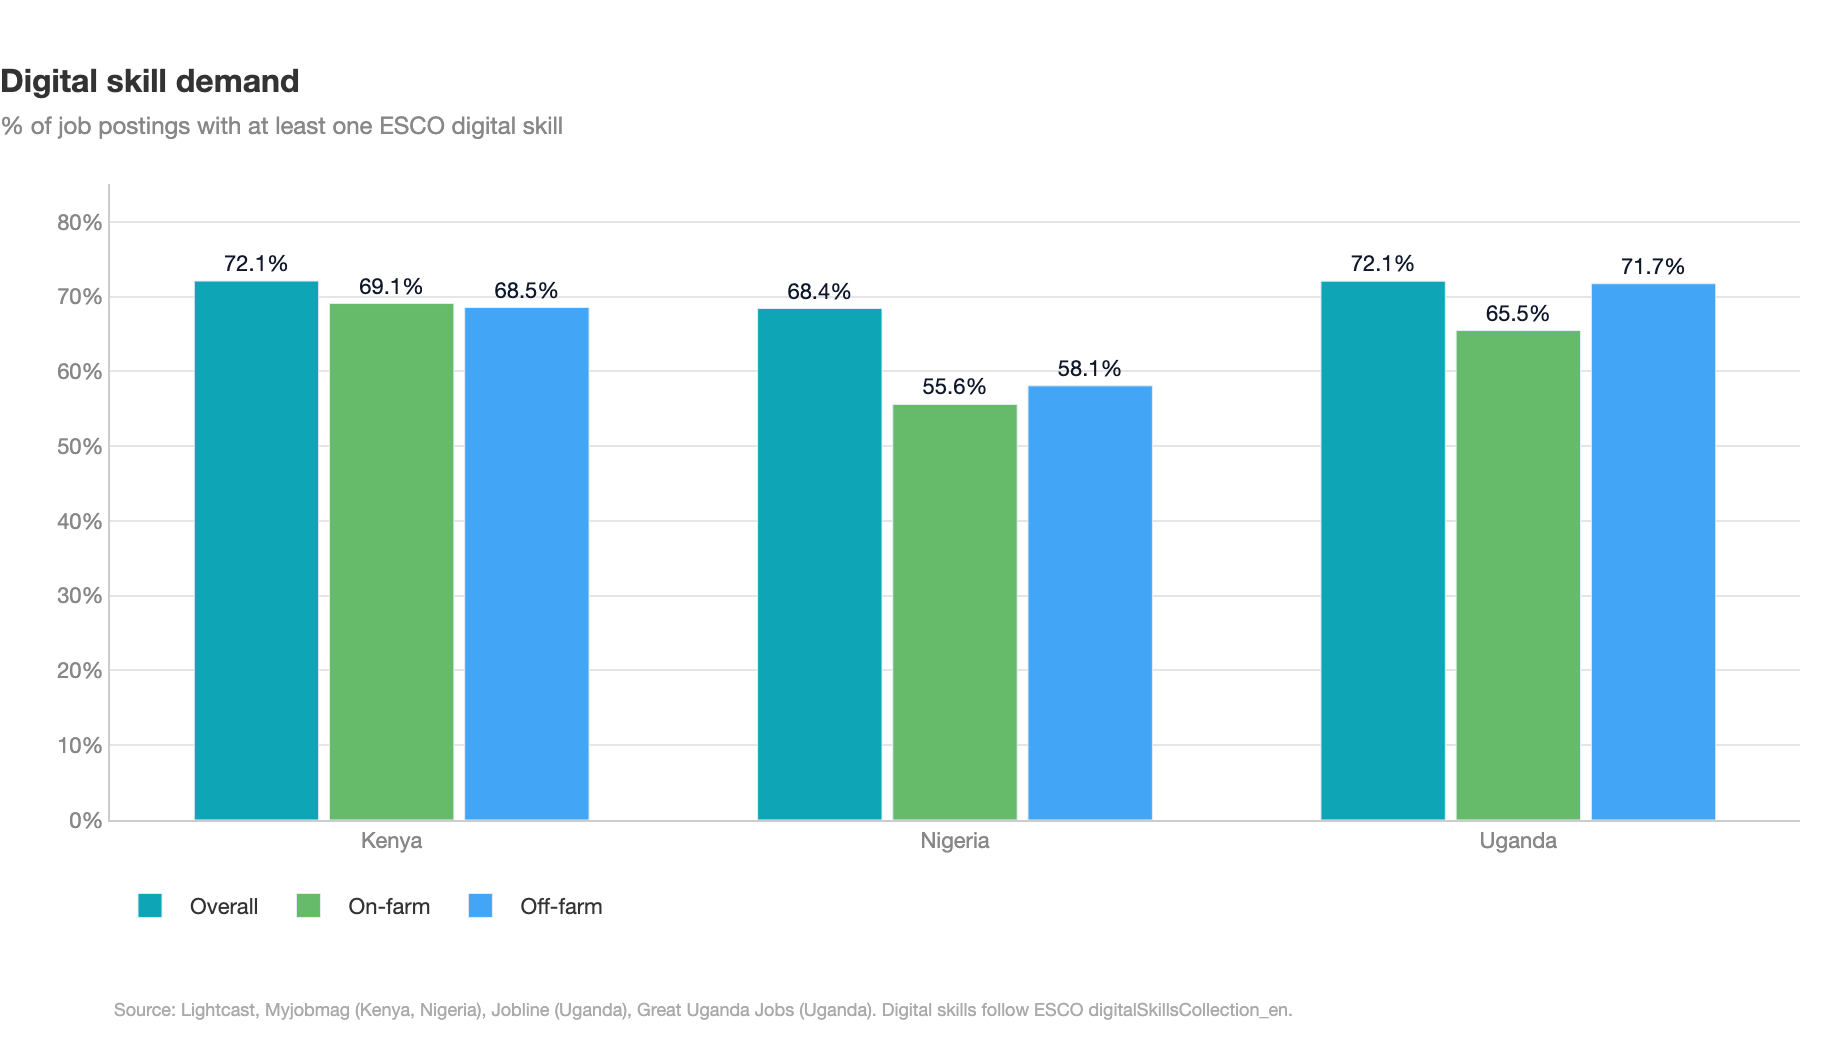 Digital skill demand
% of job postings with at least one ESCO digital skill
80%
70%
60%
50%
40%
30%
20%
10%
0%
72.1%
69.1%
68.5%
68.4%
55.6%
58.1%
72.1%
65.5%
71.7%
Kenya
Nigeria
Uganda
Overall
On-farm
Off-farm
Source: Lightcast, Myjobmag (Kenya, Nigeria), Jobline (Uganda), Great Uganda Jobs (Uganda). Digital skills follow ESCO digitalSkillsCollection_en.